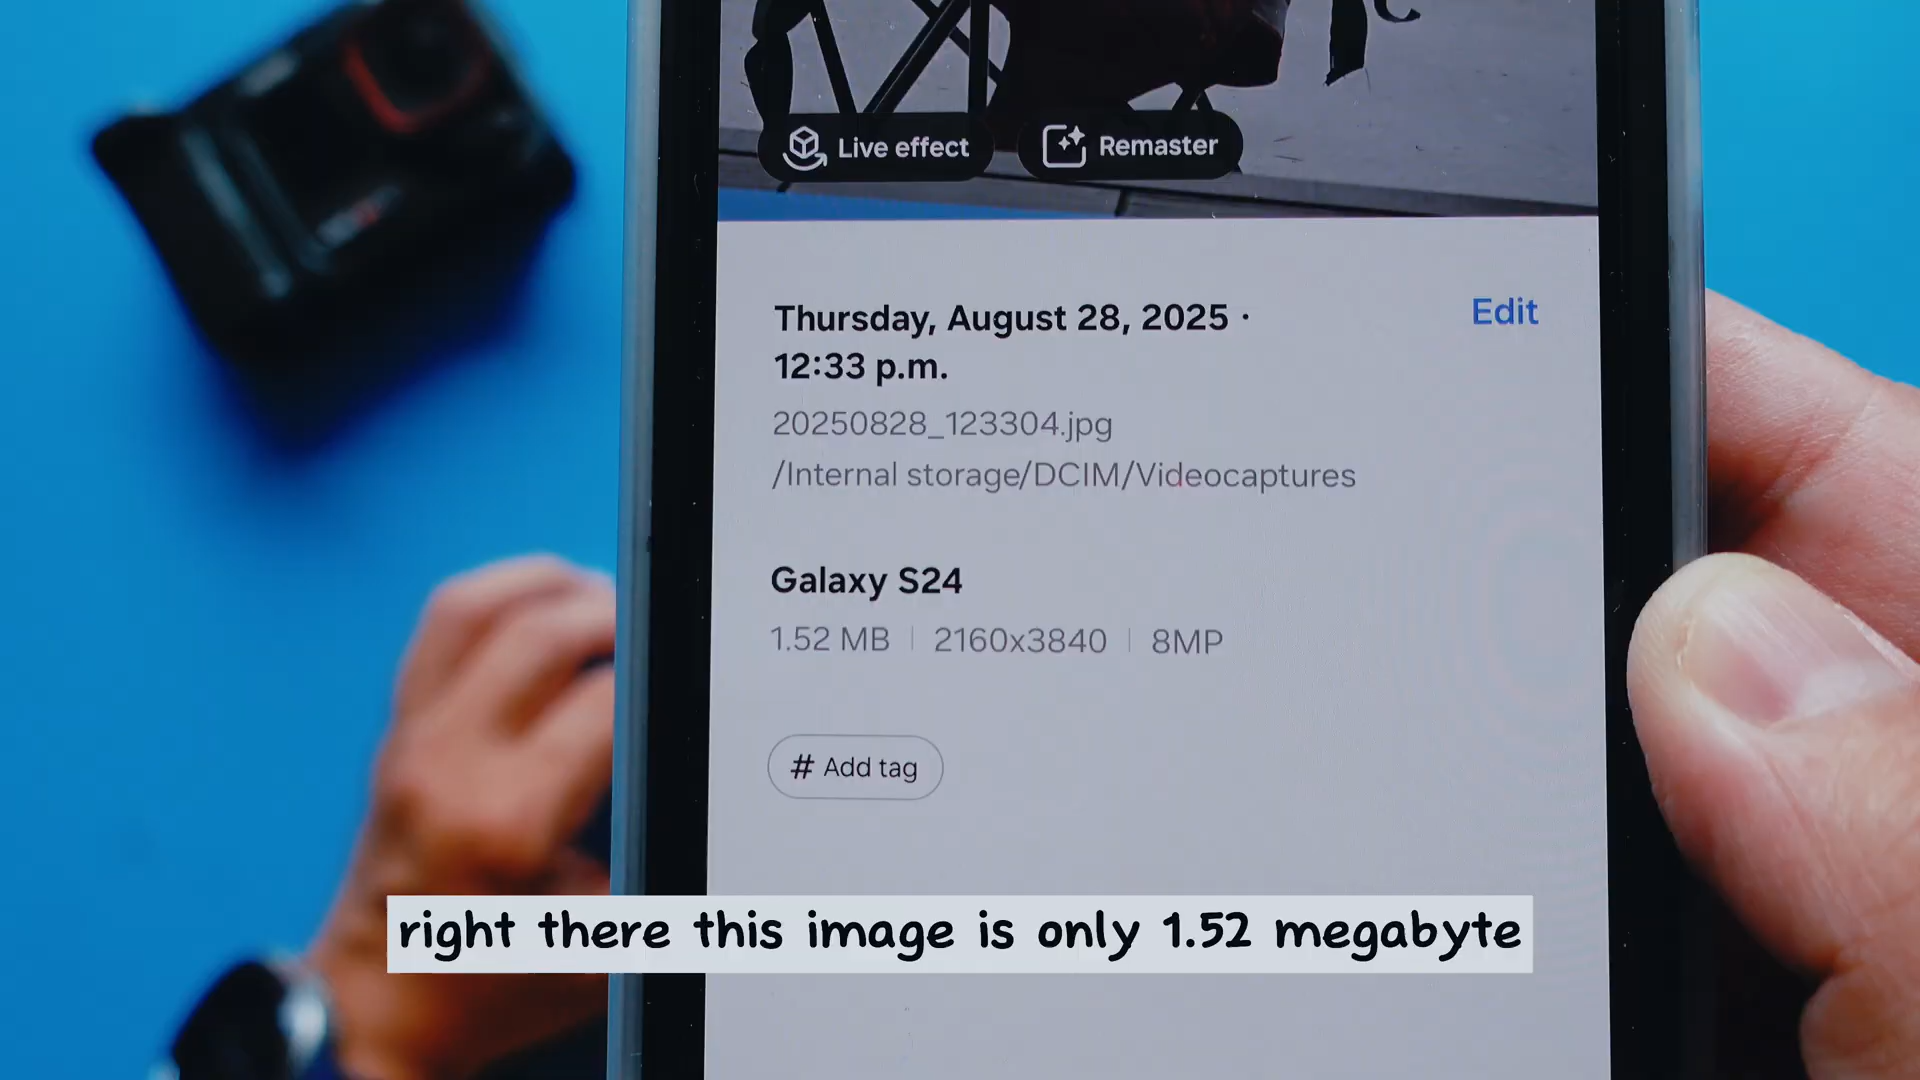 Live effect
Remaster
Thursday, August 28, 2025 ·
12:33 p.m.
Edit
20250828_123304.jpg
/Internal storage/DCIM/Videocaptures
Galaxy S24
1.52 MB | 2160x3840 | 8MP
# Add tag
right there this image is only 1.52 megabyte